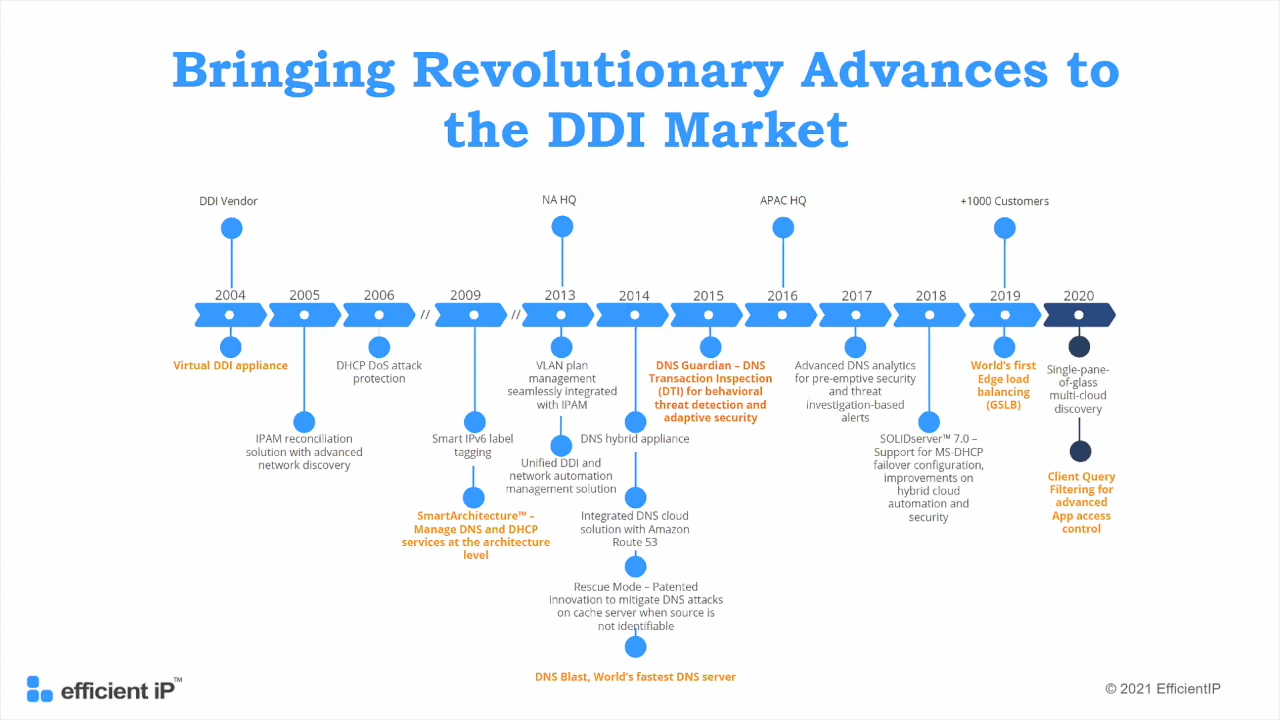 Bringing Revolutionary Advances to
the DDI Market
DDI Vendor
NA HQ
APAC HQ
+1000 Customers
2004
2005
2006
//
2009
//
2013
2014
2015
2016
2017
2018
2019
2020
Virtual DDI appliance
IPAM reconciliation
solution with advanced
network discovery
DHCP DoS attack
protection
Smart IPv6 label
tagging
SmartArchitecture™ –
Manage DNS and DHCP
services at the architecture
level
VLAN plan
management
seamlessly integrated
with IPAM
Unified DDI and
network automation
management solution
DNS hybrid appliance
Integrated DNS cloud
solution with Amazon
Route 53
Rescue Mode – Patented
innovation to mitigate DNS attacks
on cache server when source is
not identifiable
DNS Blast, World's fastest DNS server
DNS Guardian – DNS
Transaction Inspection
(DTI) for behavioral
threat detection and
adaptive security
Advanced DNS analytics
for pre-emptive security
and threat
investigation-based
alerts
SOLIDserver™ 7.0 –
Support for MS-DHCP
failover configuration,
improvements on
hybrid cloud
automation and
security
World's first
Edge load
balancing
(GSLB)
Single-pane-
of-glass
multi-cloud
discovery
Client Query
Filtering for
advanced
App access
control
efficient iP™
© 2021 EfficientIP